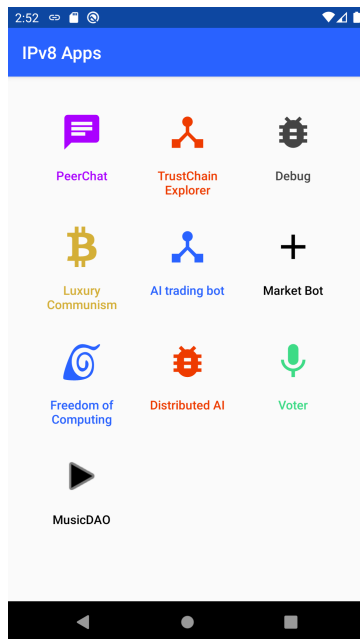 2:52
IPv8 Apps
PeerChat
TrustChain
Explorer
Debug
Luxury
Communism
AI trading bot
Market Bot
Freedom of
Computing
Distributed AI
Voter
MusicDAO